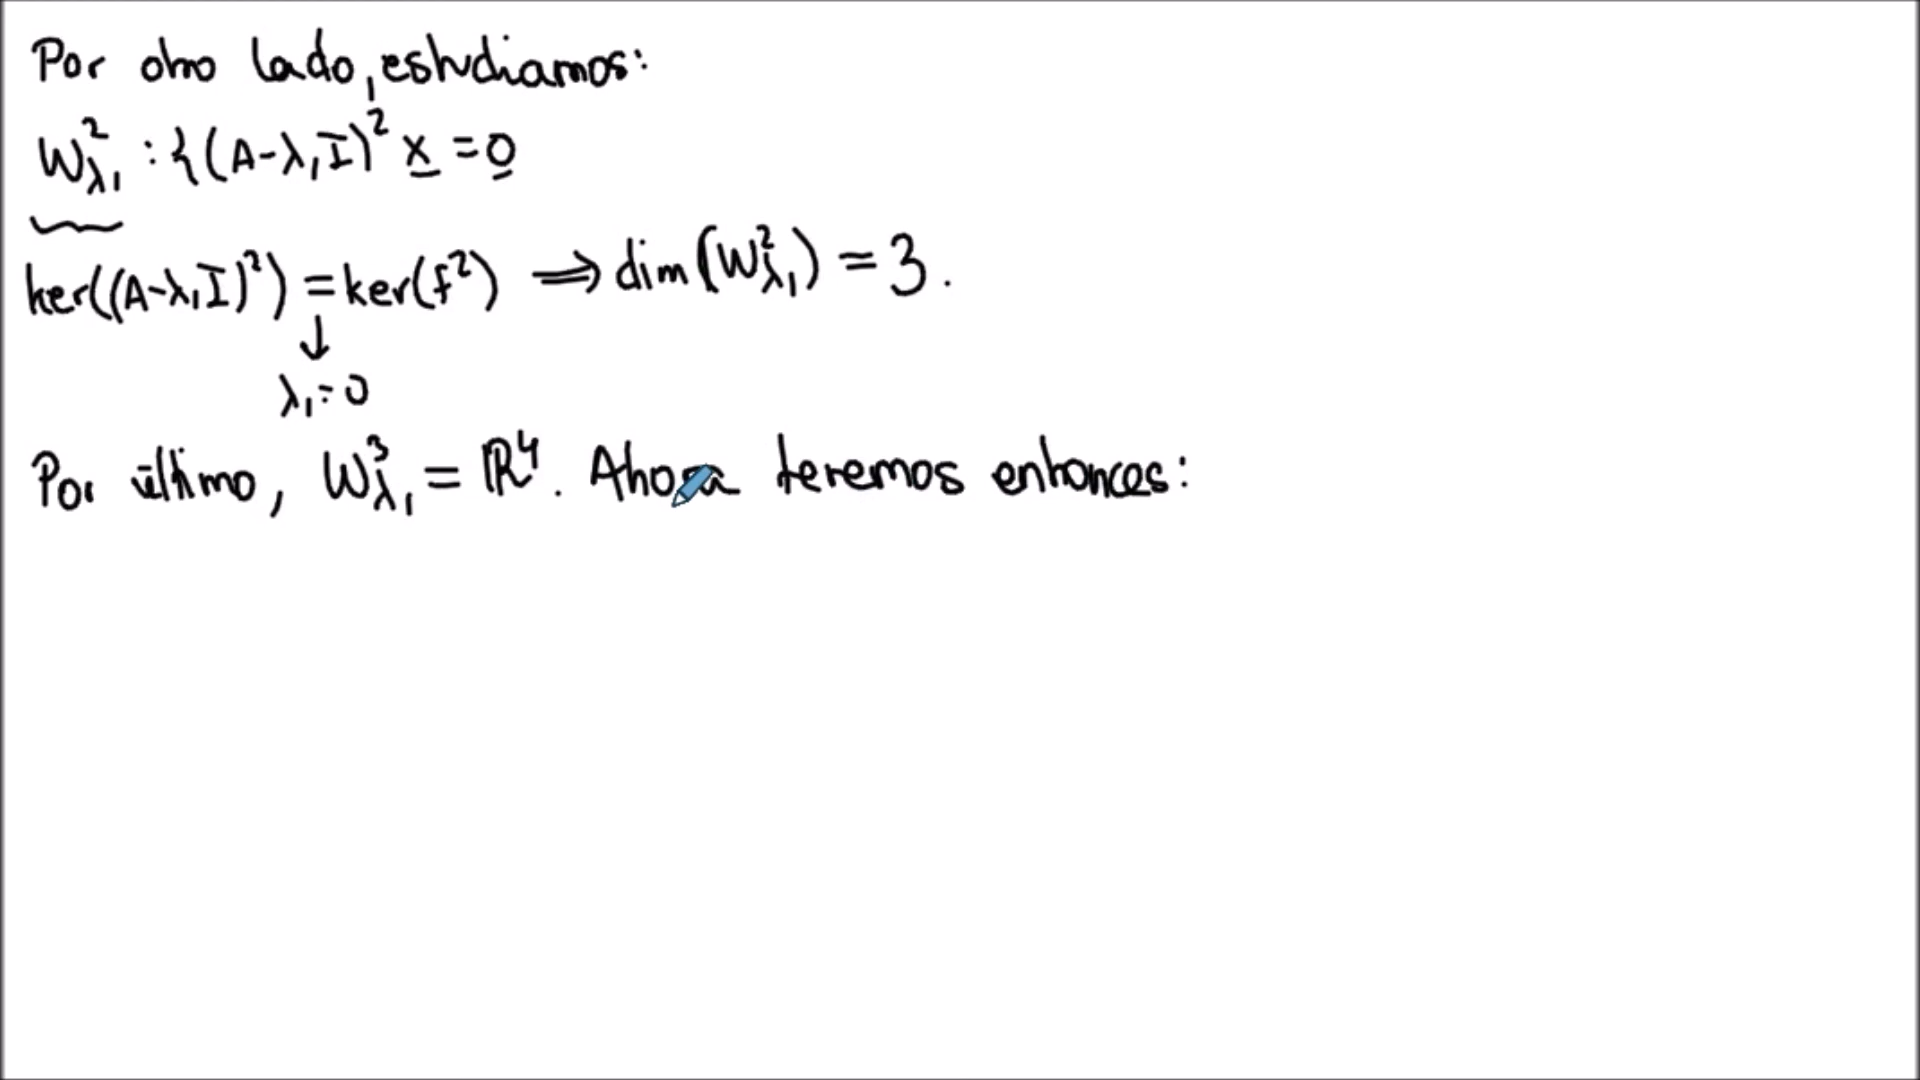 Por otro lado, estudiamos:
W²λ₁ : {(A-λ₁I)² x = 0
ker((A-λ₁I)²) = ker(f²) ⟹ dim(W²λ₁) = 3.
↓
λ₁=0
Por último, W³λ₁ = ℝ⁴. Ahora tenemos entonces: